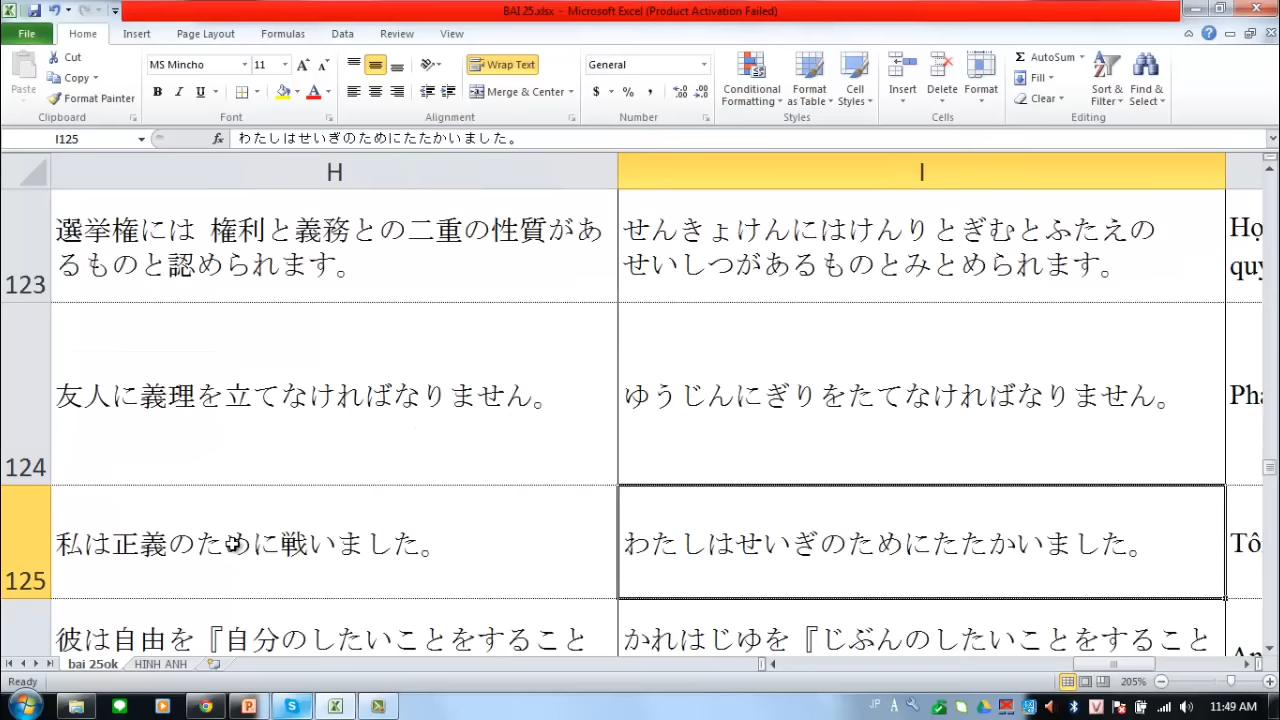 BAI 25.xlsx - Microsoft Excel (Product Activation Failed)
File Home Insert Page Layout Formulas Data Review View
Paste
Cut
Copy
Format Painter
Clipboard
MS Mincho 11
Font
Wrap Text
Merge & Center
Alignment
General
Number
Conditional Formatting
Format as Table
Cell Styles
Styles
Insert Delete Format
Cells
AutoSum
Fill
Clear
Sort & Filter
Find & Select
Editing
I125 fx わたしはせいぎのためにたたかいました。
H I
123
選挙権には 権利と義務との二重の性質があ
るものと認められます。
せんきょけんにはけんりとぎむとふたえの
せいしつがあるものとみとめられます。
Họ
quy
124
友人に義理を立てなければなりません。
ゆうじんにぎりをたてなければなりません。
Phả
125
私は正義のために戦いました。
わたしはせいぎのためにたたかいました。
Tô
彼は自由を『自分のしたいことをすること
かれはじゆを『じぶんのしたいことをすること
bai 25ok HINH ANH
Ready 205%
JP 11:49 AM